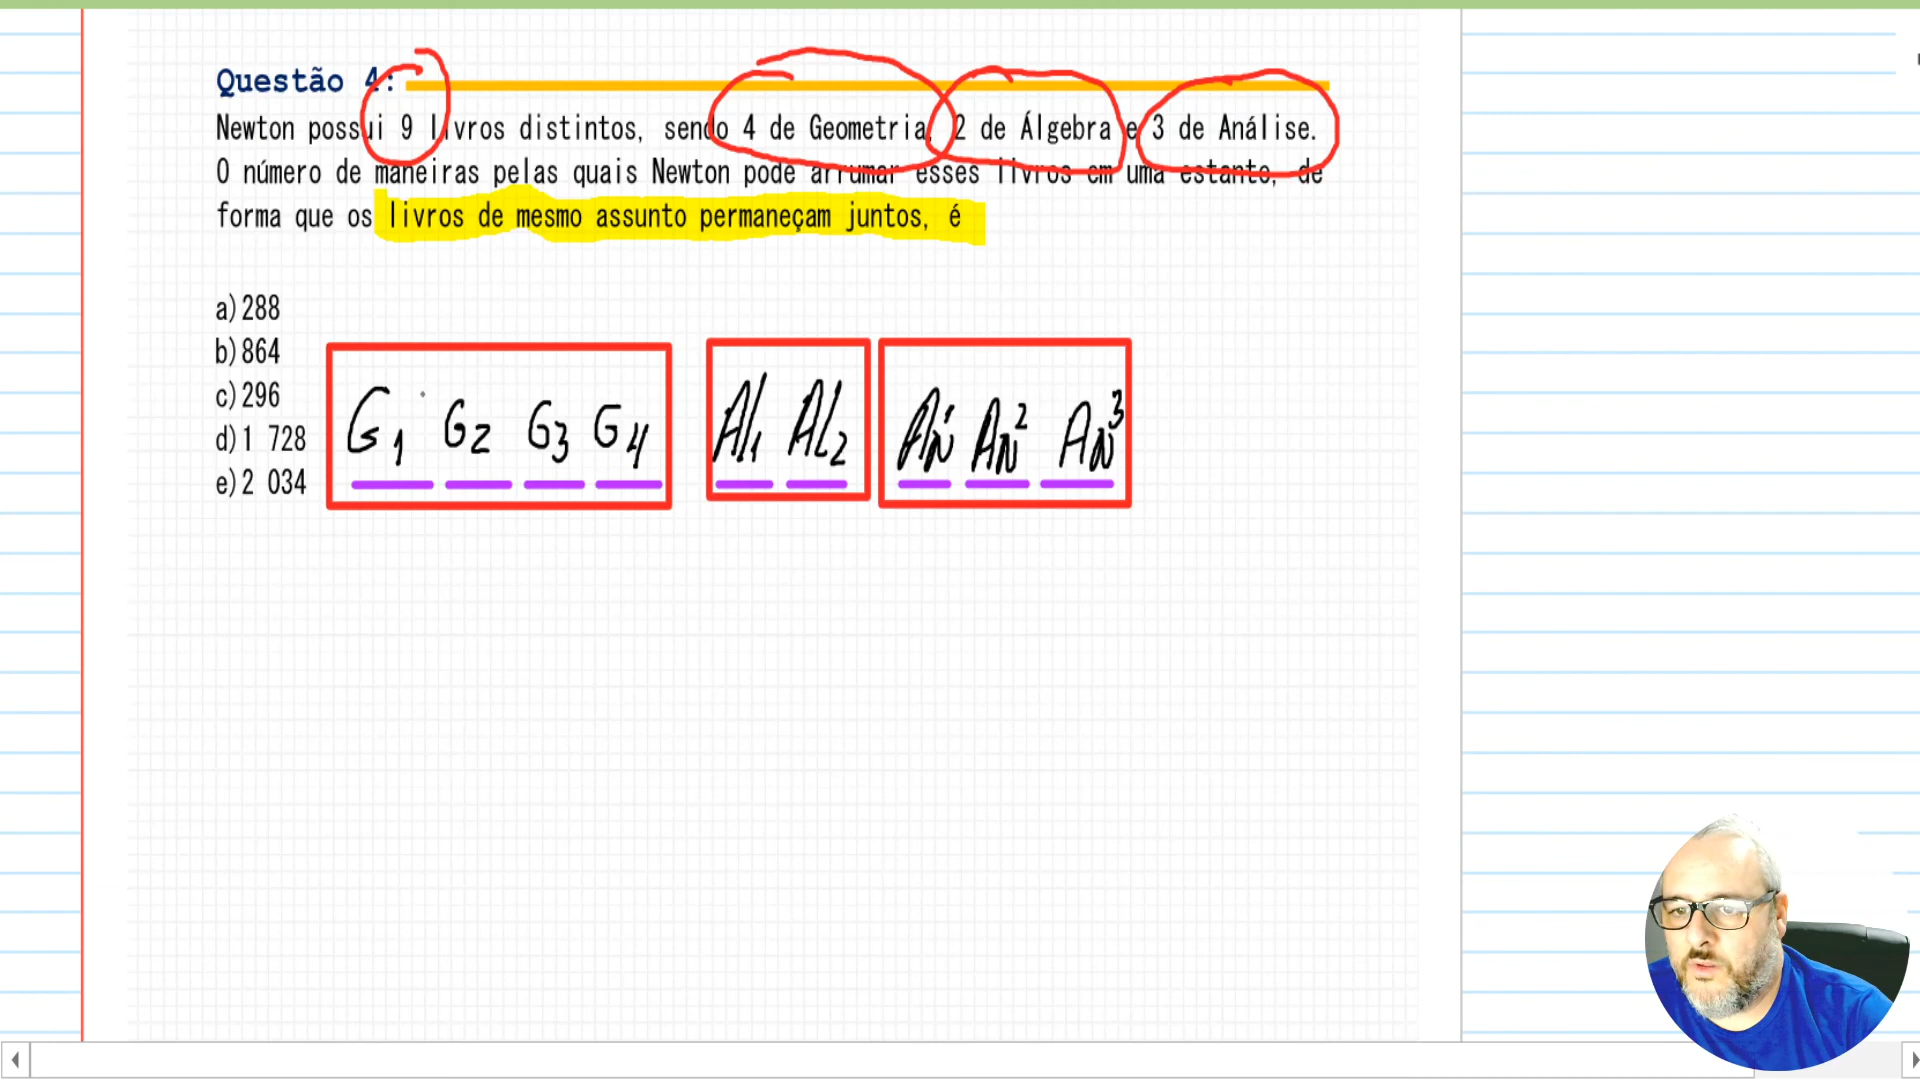 Questão 4:
Newton possui 9 livros distintos, sendo 4 de Geometria, 2 de Álgebra e 3 de Análise.
O número de maneiras pelas quais Newton pode arrumar esses livros em uma estante, de
forma que os livros de mesmo assunto permaneçam juntos, é
a)288
b)864
c)296
d)1 728
e)2 034
G1 G2 G3 G4 Al1 Al2 AN1 AN2 AN3